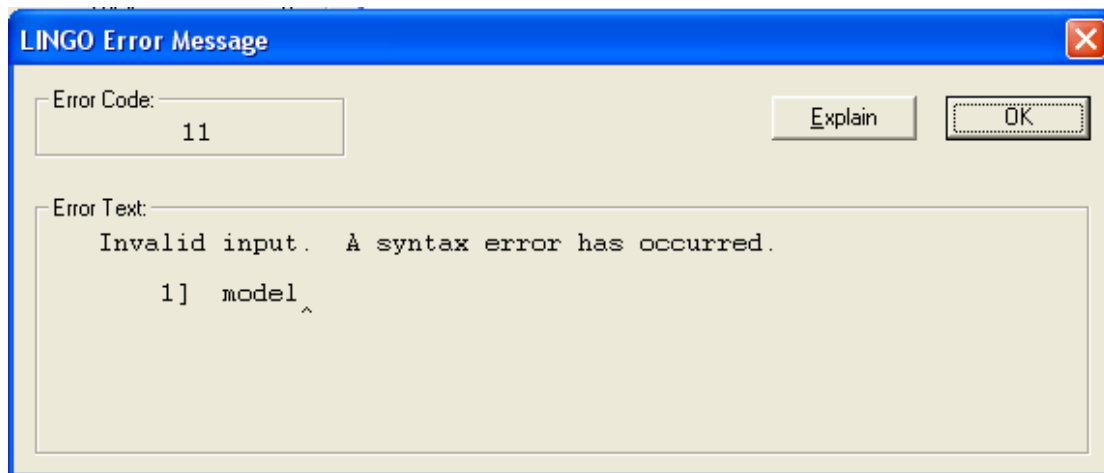 LINGO Error Message
Error Code:
11
Explain
OK
Error Text:
Invalid input.  A syntax error has occurred.
1]  model
^